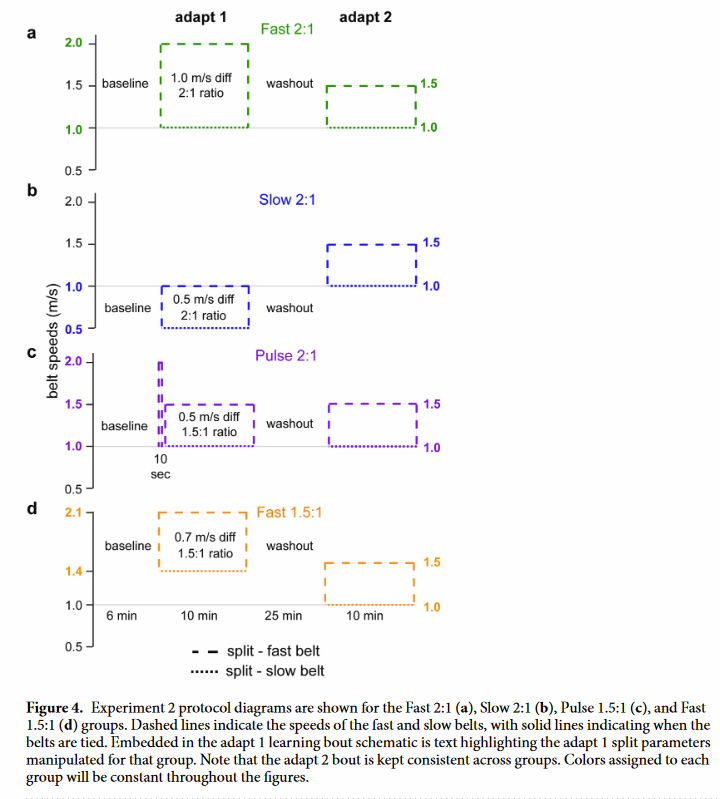 adapt 1 adapt 2
a
Fast 2:1
2.0
1.5
1.0
0.5
baseline
1.0 m/s diff
2:1 ratio
washout
1.5
1.0
b
Slow 2:1
2.0
1.5
1.0
0.5
baseline
0.5 m/s diff
2:1 ratio
washout
1.5
1.0
belt speeds (m/s)
c
Pulse 2:1
2.0
1.5
1.0
0.5
baseline
10
sec
0.5 m/s diff
1.5:1 ratio
washout
1.5
1.0
d
Fast 1.5:1
2.1
1.4
1.0
0.5
baseline
0.7 m/s diff
1.5:1 ratio
washout
1.5
1.0
6 min 10 min 25 min 10 min
split - fast belt
split - slow belt
Figure 4. Experiment 2 protocol diagrams are shown for the Fast 2:1 (a), Slow 2:1 (b), Pulse 1.5:1 (c), and Fast
1.5:1 (d) groups. Dashed lines indicate the speeds of the fast and slow belts, with solid lines indicating when the
belts are tied. Embedded in the adapt 1 learning bout schematic is text highlighting the adapt 1 split parameters
manipulated for that group. Note that the adapt 2 bout is kept consistent across groups. Colors assigned to each
group will be constant throughout the figures.